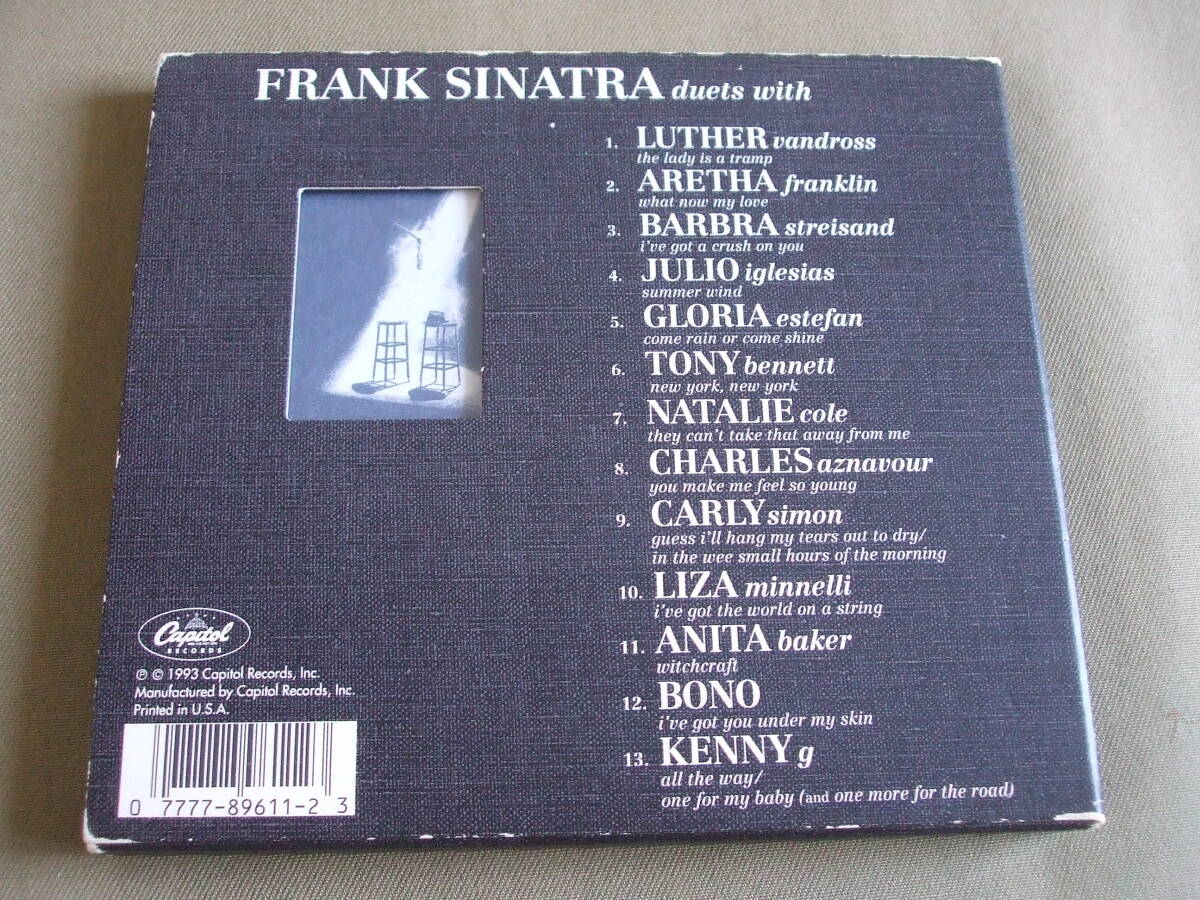 FRANK SINATRA duets with
1. LUTHER vandross
the lady is a tramp
2. ARETHA franklin
what now my love
3. BARBRA streisand
i've got a crush on you
4. JULIO iglesias
summer wind
5. GLORIA estefan
come rain or come shine
6. TONY bennett
new york, new york
7. NATALIE cole
they can't take that away from me
8. CHARLES aznavour
you make me feel so young
9. CARLY simon
guess i'll hang my tears out to dry/
in the wee small hours of the morning
10. LIZA minnelli
i've got the world on a string
11. ANITA baker
witchcraft
12. BONO
i've got you under my skin
13. KENNY g
all the way/
one for my baby (and one more for the road)
Capitol
RECORDS
℗ © 1993 Capitol Records, Inc.
Manufactured by Capitol Records, Inc.
Printed in U.S.A.
0 7777-89611-2 3